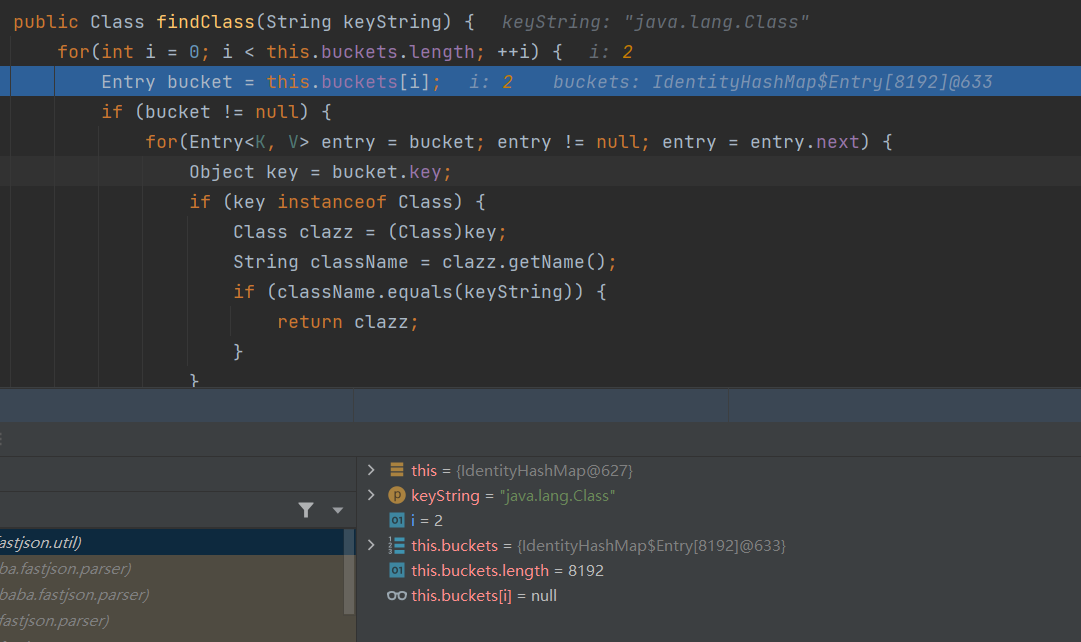 public Class findClass(String keyString) { keyString: "java.lang.Class"
for(int i = 0; i < this.buckets.length; ++i) { i: 2
Entry bucket = this.buckets[i]; i: 2 buckets: IdentityHashMap$Entry[8192]@633
if (bucket != null) {
for(Entry<K, V> entry = bucket; entry != null; entry = entry.next) {
Object key = bucket.key;
if (key instanceof Class) {
Class clazz = (Class)key;
String className = clazz.getName();
if (className.equals(keyString)) {
return clazz;
}
}
this = {IdentityHashMap@627}
keyString = "java.lang.Class"
i = 2
this.buckets = {IdentityHashMap$Entry[8192]@633}
this.buckets.length = 8192
this.buckets[i] = null
astjson.util)
ba.fastjson.parser)
baba.fastjson.parser)
fastjson.parser)